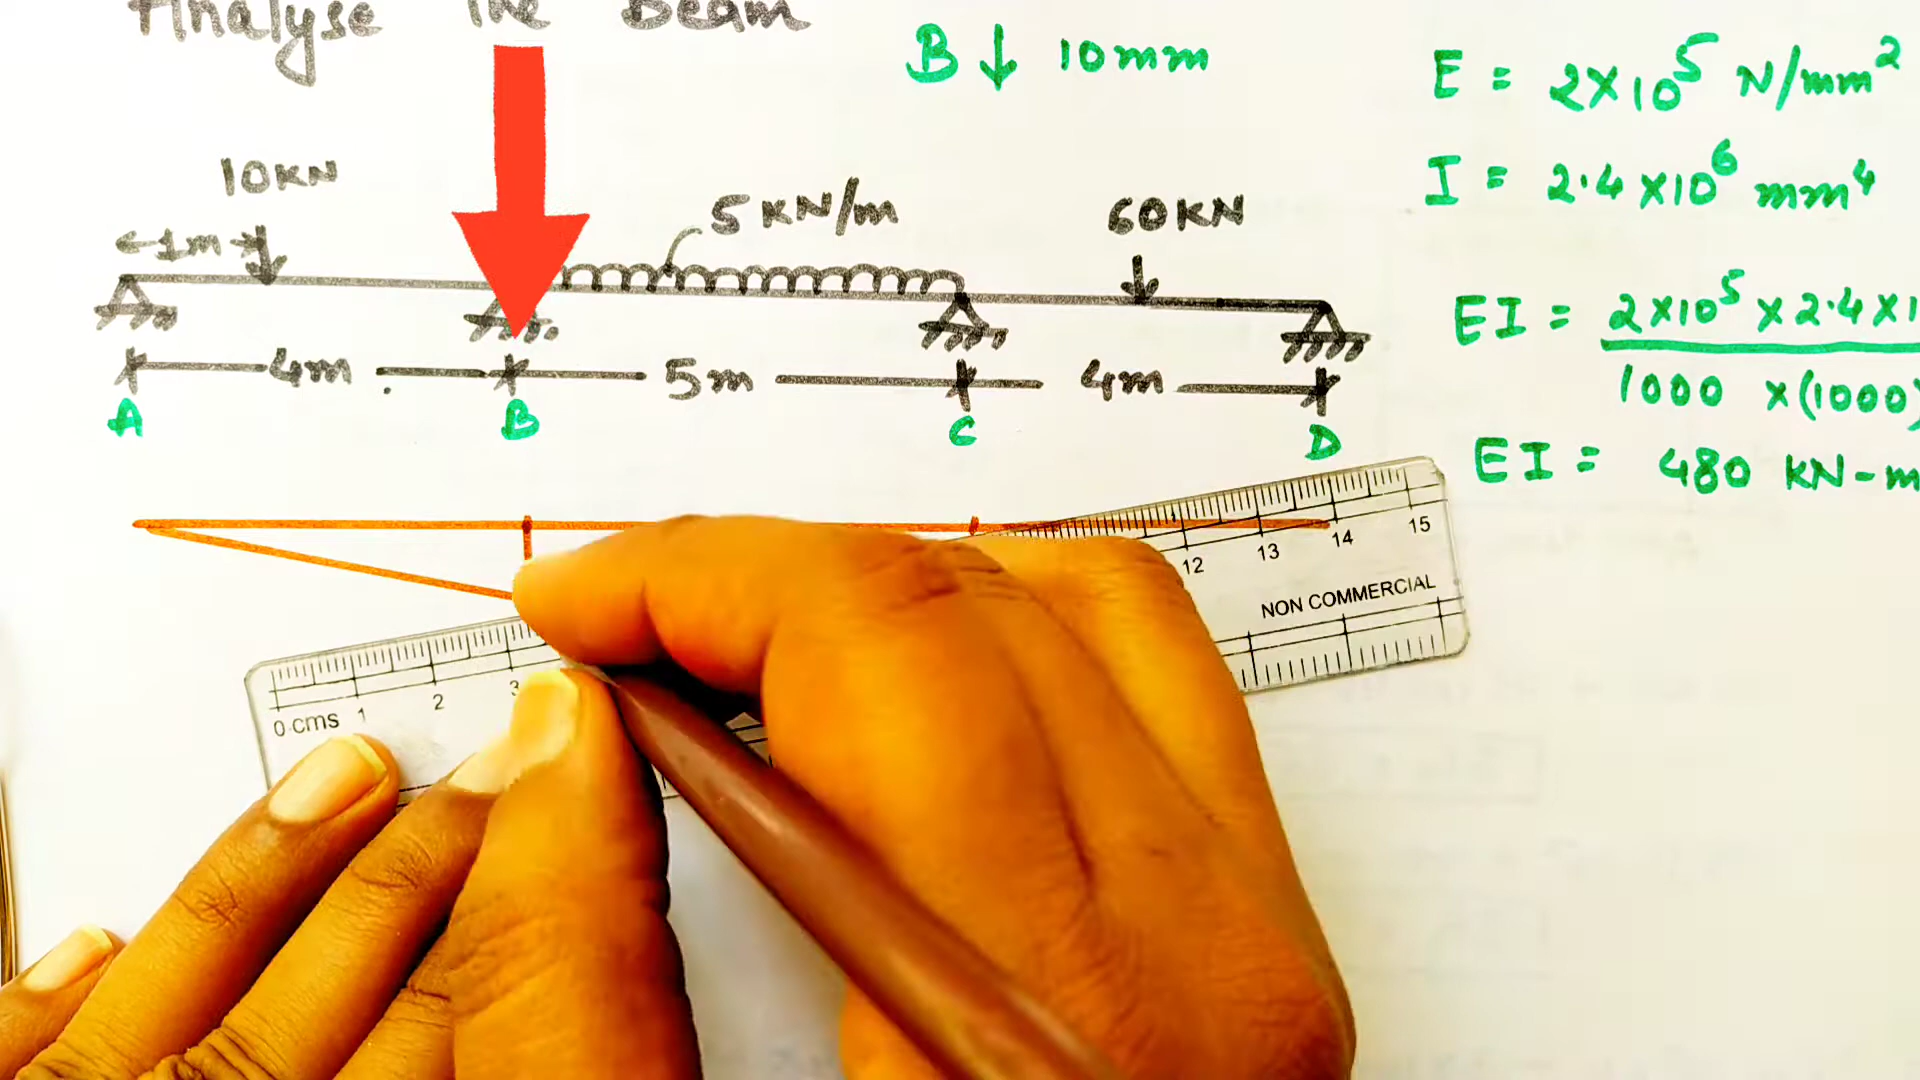 Analyse The Beam
B ↓ 10mm
E = 2×10⁵ N/mm²
I = 2.4×10⁶ mm⁴
10KN
1m
5KN/m
60KN
4m 5m 4m
A B C D
EI = 2×10⁵ × 2.4×1
1000 ×(1000)
EI = 480 KN-m
0 cms 1 2 3 12 13 14 15
NON COMMERCIAL